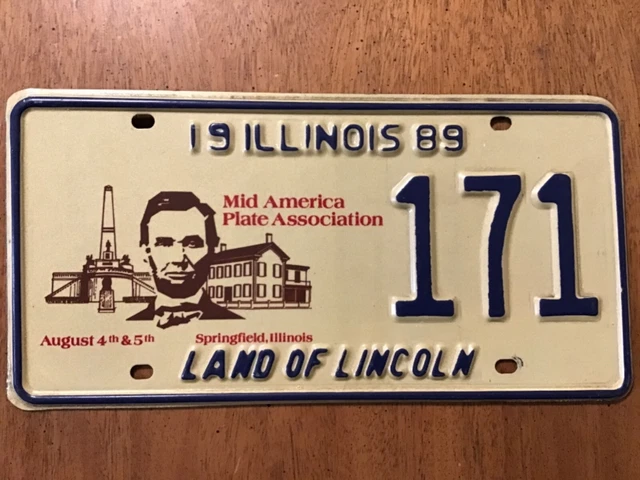 19 ILLINOIS 89
Mid America
Plate Association
171
August 4th & 5th
Springfield, Illinois
LAND OF LINCOLN